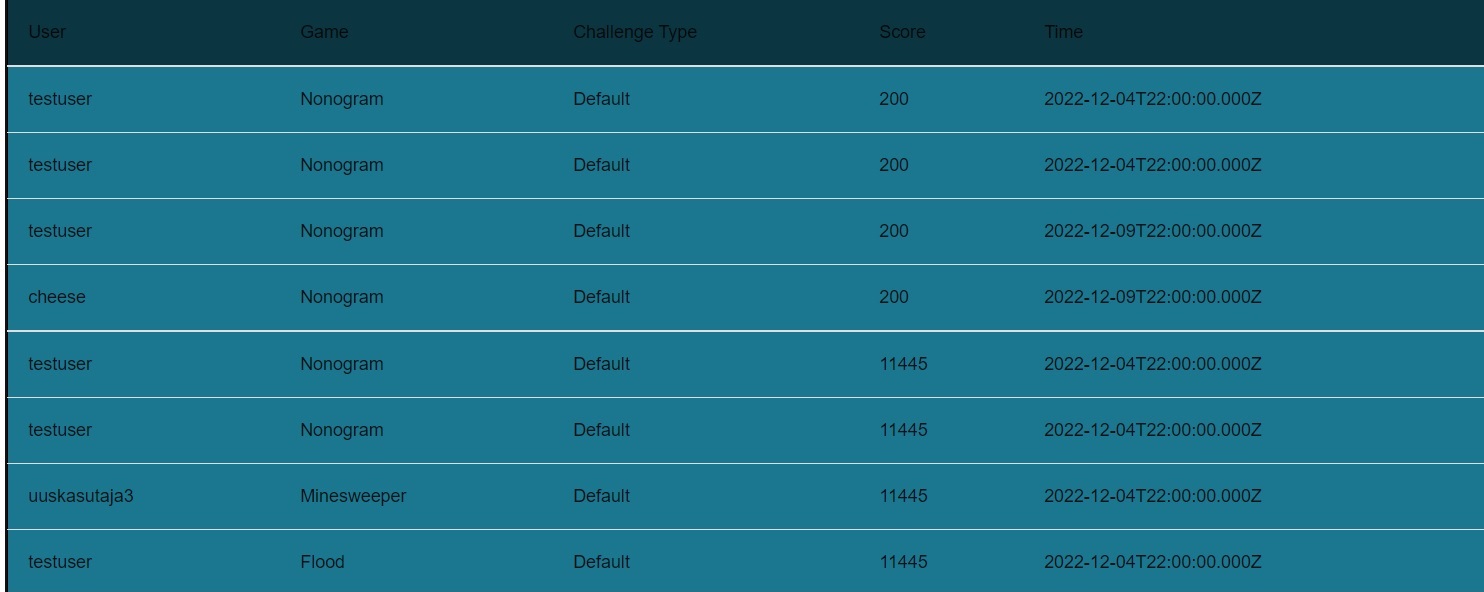 User Game Challenge Type Score Time
testuser Nonogram Default 200 2022-12-04T22:00:00.000Z
testuser Nonogram Default 200 2022-12-04T22:00:00.000Z
testuser Nonogram Default 200 2022-12-09T22:00:00.000Z
cheese Nonogram Default 200 2022-12-09T22:00:00.000Z
testuser Nonogram Default 11445 2022-12-04T22:00:00.000Z
testuser Nonogram Default 11445 2022-12-04T22:00:00.000Z
uuskasutaja3 Minesweeper Default 11445 2022-12-04T22:00:00.000Z
testuser Flood Default 11445 2022-12-04T22:00:00.000Z